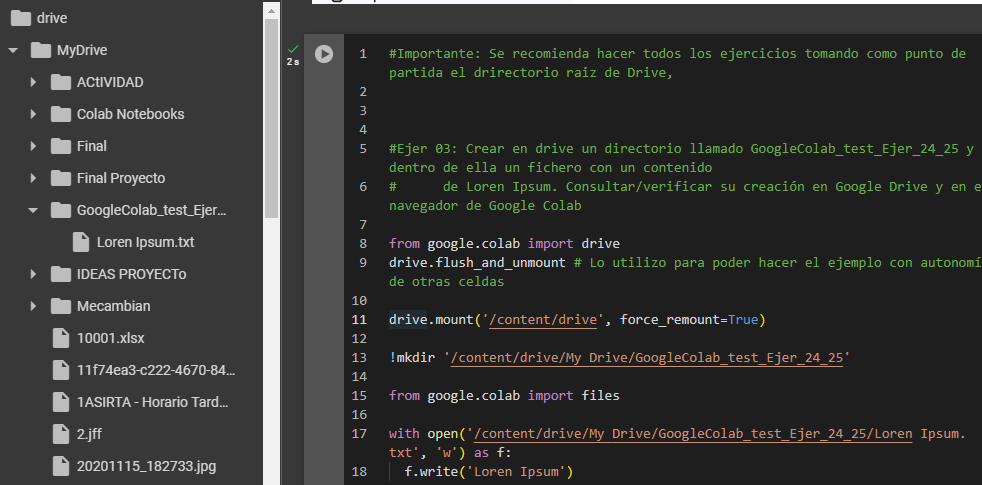 drive
MyDrive
ACtIVIDAD
Colab Notebooks
Final
Final Proyecto
GoogleColab_test_Ejer...
Loren Ipsum.txt
IDEAS PROYECTo
Mecambian
10001.xlsx
11f74ea3-c222-4670-84...
1ASIRTA - Horario Tard...
2.jff
20201115_182733.jpg
2 s
1 #Importante: Se recomienda hacer todos los ejercicios tomando como punto de
partida el drirectorio raiz de Drive,
2
3
4
5 #Ejer 03: Crear en drive un directorio llamado GoogleColab_test_Ejer_24_25 y
dentro de ella un fichero con un contenido
6 # de Loren Ipsum. Consultar/verificar su creación en Google Drive y en e
navegador de Google Colab
7
8 from google.colab import drive
9 drive.flush_and_unmount # Lo utilizo para poder hacer el ejemplo con autonomí
de otras celdas
10
11 drive.mount('/content/drive', force_remount=True)
12
13 !mkdir '/content/drive/My Drive/GoogleColab_test_Ejer_24_25'
14
15 from google.colab import files
16
17 with open('/content/drive/My Drive/GoogleColab_test_Ejer_24_25/Loren Ipsum.
txt', 'w') as f:
18 f.write('Loren Ipsum')